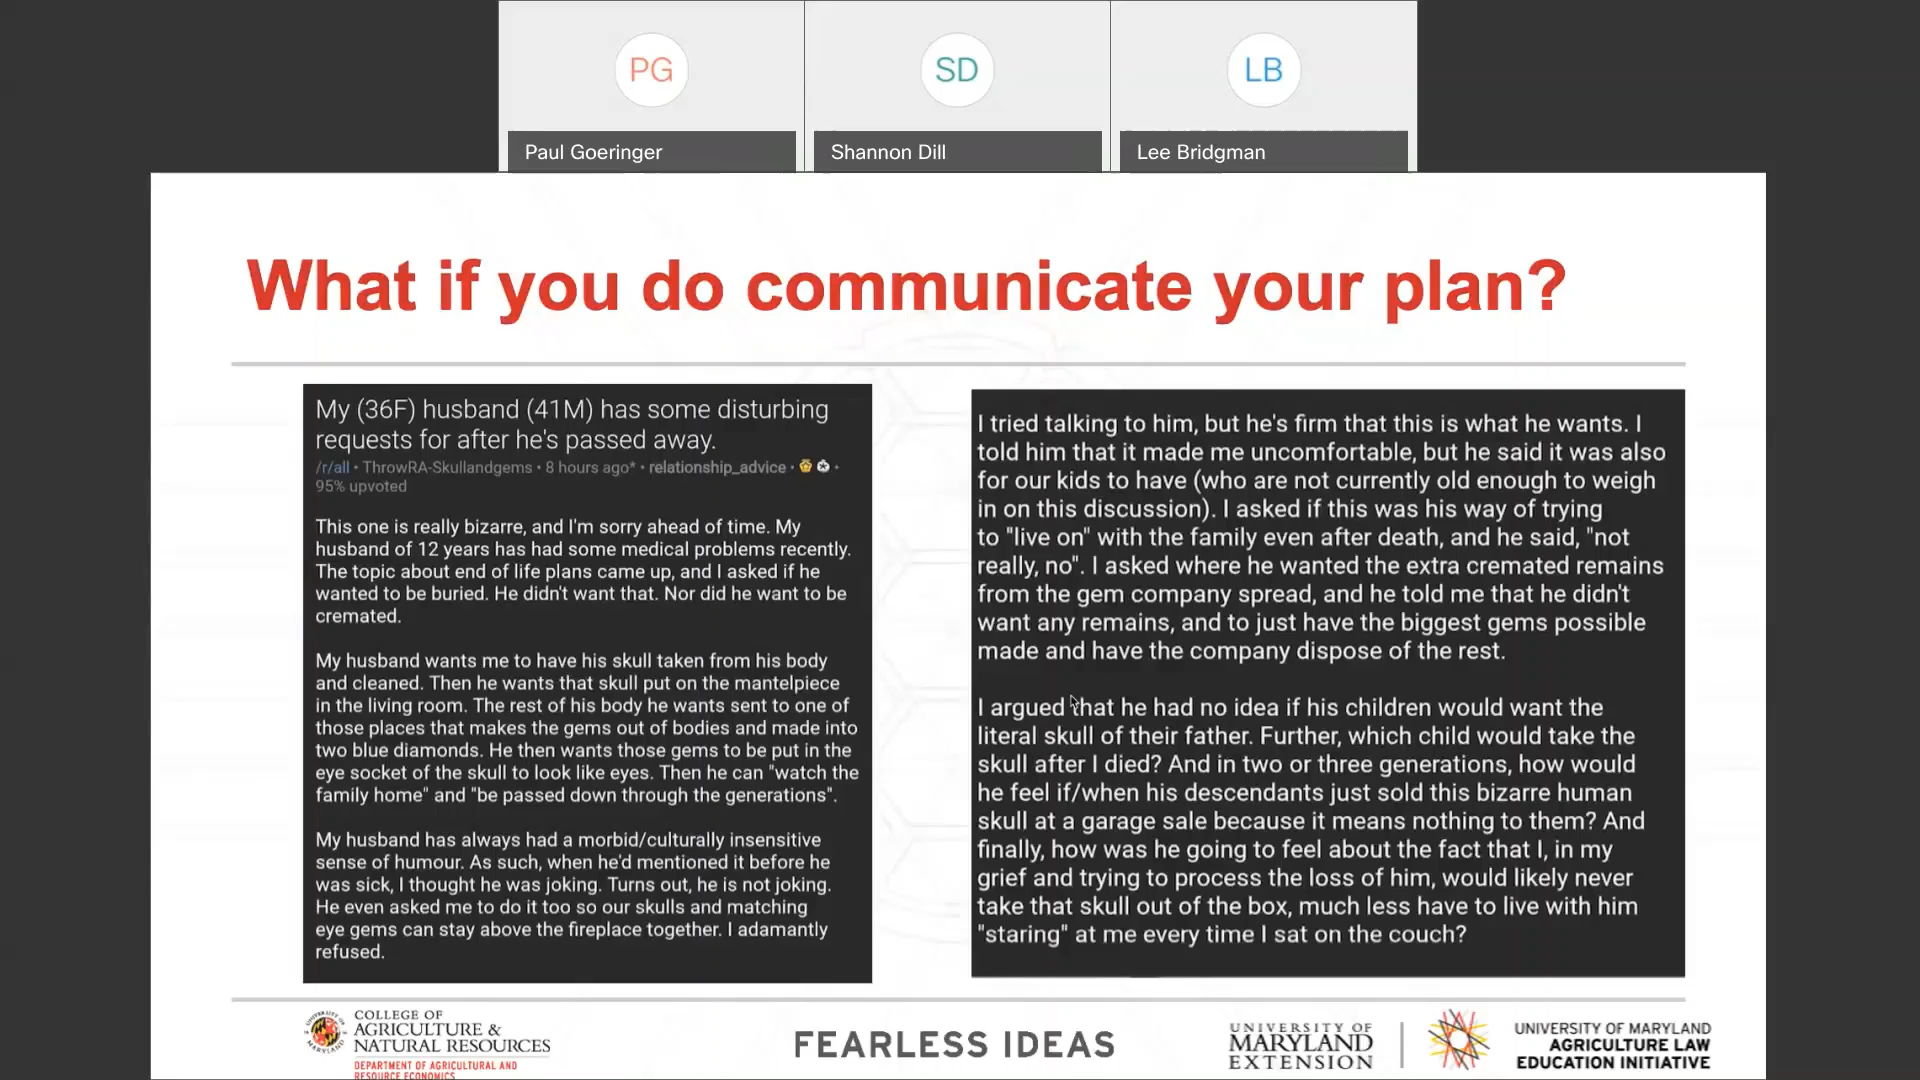 PG
SD
LB
Paul Goeringer
Shannon Dill
Lee Bridgman
What if you do communicate your plan?
My (36F) husband (41M) has some disturbing
requests for after he's passed away.
/r/all • ThrowRA-Skullandgems • 8 hours ago* • relationship_advice •
95% upvoted
This one is really bizarre, and I'm sorry ahead of time. My
husband of 12 years has had some medical problems recently.
The topic about end of life plans came up, and I asked if he
wanted to be buried. He didn't want that. Nor did he want to be
cremated.
My husband wants me to have his skull taken from his body
and cleaned. Then he wants that skull put on the mantelpiece
in the living room. The rest of his body he wants sent to one of
those places that makes the gems out of bodies and made into
two blue diamonds. He then wants those gems to be put in the
eye socket of the skull to look like eyes. Then he can "watch the
family home" and "be passed down through the generations".
My husband has always had a morbid/culturally insensitive
sense of humour. As such, when he'd mentioned it before he
was sick, I thought he was joking. Turns out, he is not joking.
He even asked me to do it too so our skulls and matching
eye gems can stay above the fireplace together. I adamantly
refused.
I tried talking to him, but he's firm that this is what he wants. I
told him that it made me uncomfortable, but he said it was also
for our kids to have (who are not currently old enough to weigh
in on this discussion). I asked if this was his way of trying
to "live on" with the family even after death, and he said, "not
really, no". I asked where he wanted the extra cremated remains
from the gem company spread, and he told me that he didn't
want any remains, and to just have the biggest gems possible
made and have the company dispose of the rest.
I argued that he had no idea if his children would want the
literal skull of their father. Further, which child would take the
skull after I died? And in two or three generations, how would
he feel if/when his descendants just sold this bizarre human
skull at a garage sale because it means nothing to them? And
finally, how was he going to feel about the fact that I, in my
grief and trying to process the loss of him, would likely never
take that skull out of the box, much less have to live with him
"staring" at me every time I sat on the couch?
COLLEGE OF
AGRICULTURE &
NATURAL RESOURCES
DEPARTMENT OF AGRICULTURAL AND
RESOURCE ECONOMICS
FEARLESS IDEAS
UNIVERSITY OF
MARYLAND
EXTENSION
UNIVERSITY OF MARYLAND
AGRICULTURE LAW
EDUCATION INITIATIVE